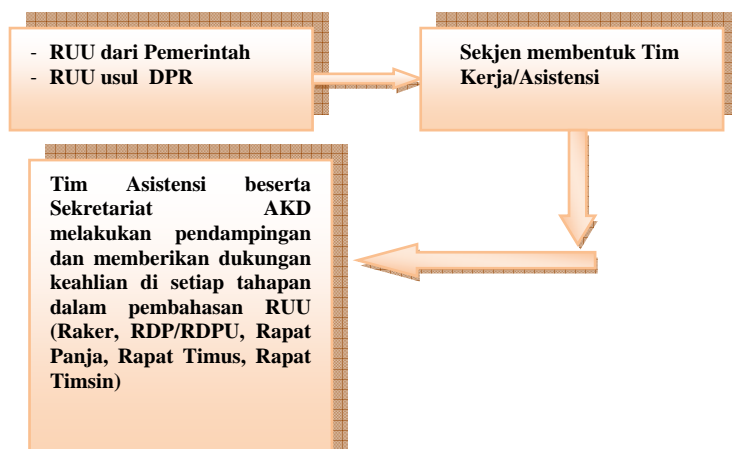 - RUU dari Pemerintah
- RUU usul DPR
Sekjen membentuk Tim
Kerja/Asistensi
Tim Asistensi beserta
Sekretariat AKD
melakukan pendampingan
dan memberikan dukungan
keahlian di setiap tahapan
dalam pembahasan RUU
(Raker, RDP/RDPU, Rapat
Panja, Rapat Timus, Rapat
Timsin)